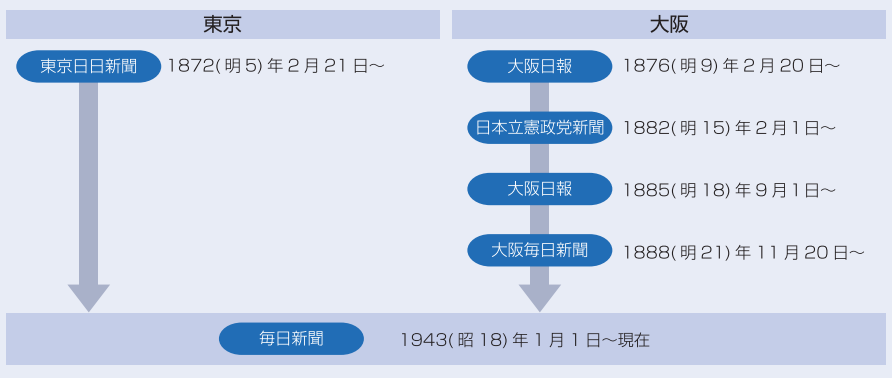 東京
東京日日新聞 1872(明5)年2月21日～
大阪
大阪日報 1876(明9)年2月20日～
日本立憲政党新聞 1882(明15)年2月1日～
大阪日報 1885(明18)年9月1日～
大阪毎日新聞 1888(明21)年11月20日～
毎日新聞 1943(昭18)年1月1日～現在